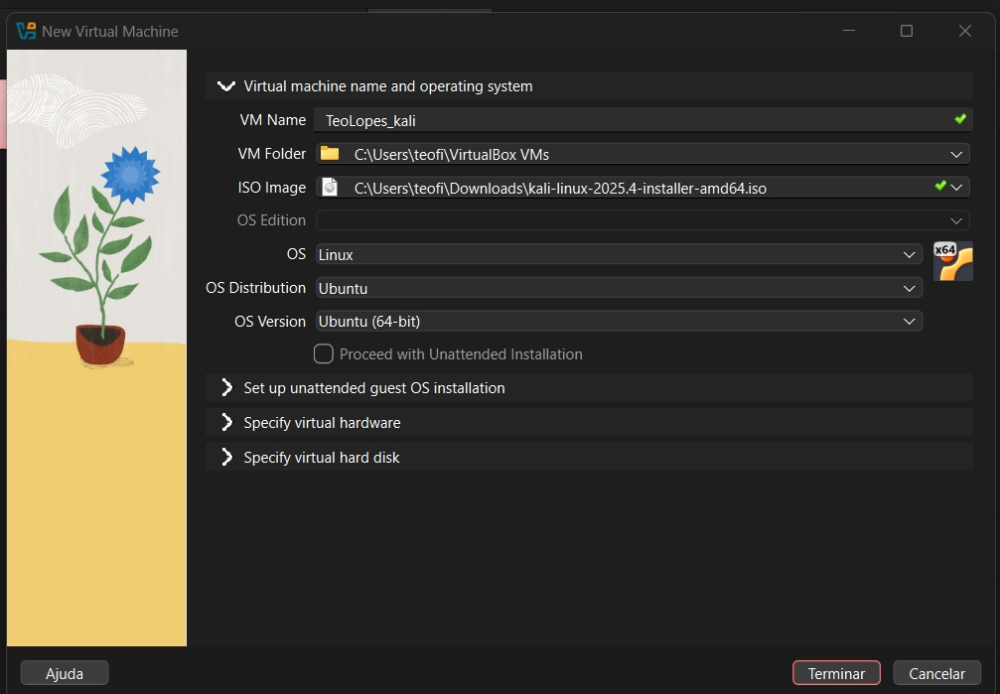 New Virtual Machine
Virtual machine name and operating system
VM Name TeoLopes_kali
VM Folder C:\Users\teofi\VirtualBox VMs
ISO Image C:\Users\teofi\Downloads\kali-linux-2025.4-installer-amd64.iso
OS Edition
OS Linux
x64
OS Distribution Ubuntu
OS Version Ubuntu (64-bit)
Proceed with Unattended Installation
Set up unattended guest OS installation
Specify virtual hardware
Specify virtual hard disk
Ajuda Terminar Cancelar